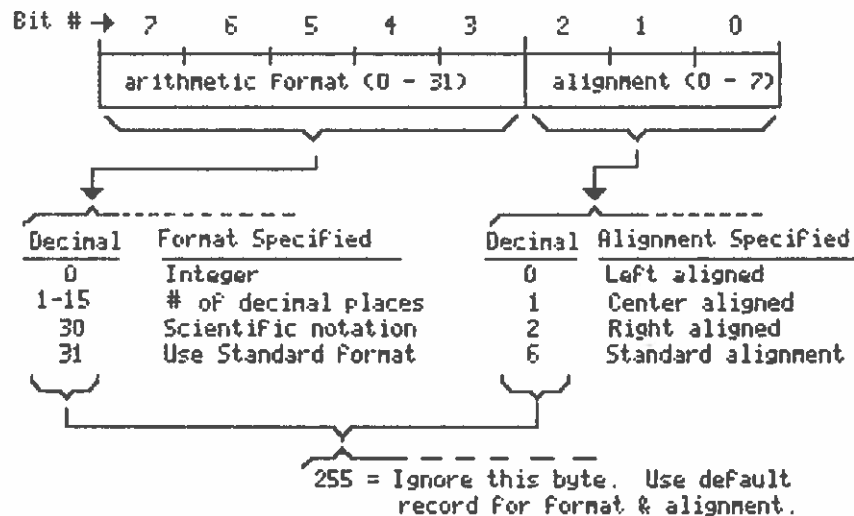 Bit # 7 6 5 4 3 2 1 0
arithmetic format (0 - 31) alignment (0 - 7)
Decimal Format Specified Decimal Alignment Specified
0 Integer 0 Left aligned
1-15 # of decimal places 1 Center aligned
30 Scientific notation 2 Right aligned
31 Use Standard format 6 Standard alignment
255 = Ignore this byte. Use default
record for format & alignment.